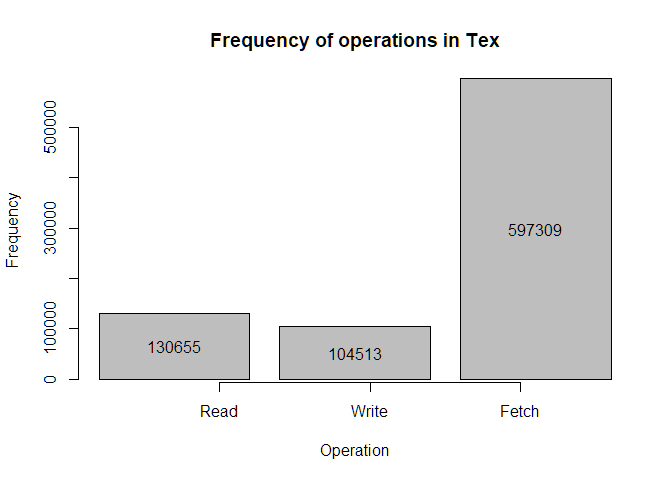 Frequency of operations in Tex
Frequency
500000
300000
100000
0
597309
130655
104513
Read Write Fetch
Operation